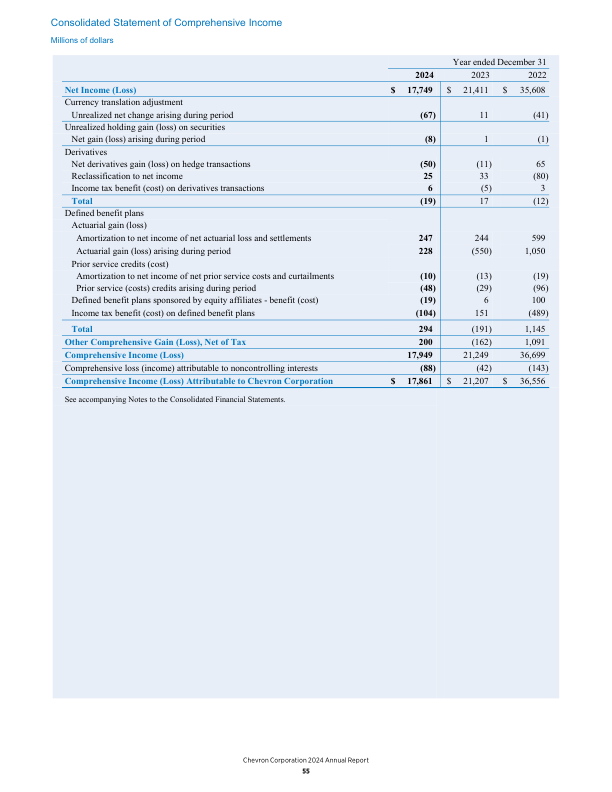 Consolidated Statement of Comprehensive Income
Millions of dollars
Year ended December 31
2024 2023 2022
Net Income (Loss) $ 17,749 $ 21,411 $ 35,608
Currency translation adjustment
Unrealized net change arising during period (67) 11 (41)
Unrealized holding gain (loss) on securities
Net gain (loss) arising during period (8) 1 (1)
Derivatives
Net derivatives gain (loss) on hedge transactions (50) (11) 65
Reclassification to net income 25 33 (80)
Income tax benefit (cost) on derivatives transactions 6 (5) 3
Total (19) 17 (12)
Defined benefit plans
Actuarial gain (loss)
Amortization to net income of net actuarial loss and settlements 247 244 599
Actuarial gain (loss) arising during period 228 (550) 1,050
Prior service credits (cost)
Amortization to net income of net prior service costs and curtailments (10) (13) (19)
Prior service (costs) credits arising during period (48) (29) (96)
Defined benefit plans sponsored by equity affiliates - benefit (cost) (19) 6 100
Income tax benefit (cost) on defined benefit plans (104) 151 (489)
Total 294 (191) 1,145
Other Comprehensive Gain (Loss), Net of Tax 200 (162) 1,091
Comprehensive Income (Loss) 17,949 21,249 36,699
Comprehensive loss (income) attributable to noncontrolling interests (88) (42) (143)
Comprehensive Income (Loss) Attributable to Chevron Corporation $ 17,861 $ 21,207 $ 36,556
See accompanying Notes to the Consolidated Financial Statements.
Chevron Corporation 2024 Annual Report
55